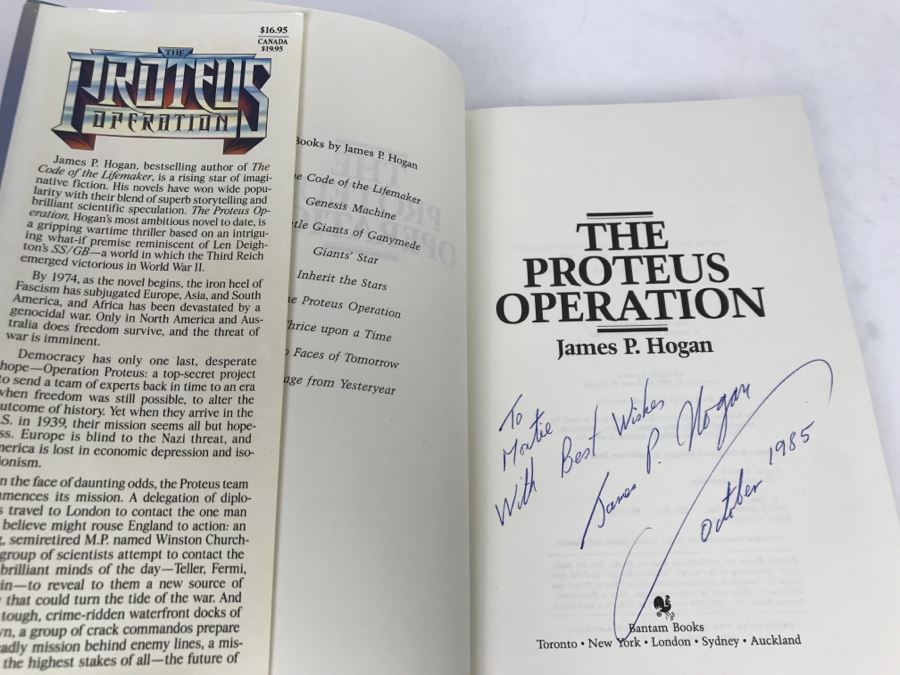 $16.95
CANADA
$19.95
THE
PROTEUS
OPERATION
James P. Hogan, bestselling author of The
Code of the Lifemaker, is a rising star of imagi-
native fiction. His novels have won wide popu-
larity with their blend of superb storytelling and
brilliant scientific speculation. The Proteus Op-
eration, Hogan's most ambitious novel to date, is
a gripping wartime thriller based on an intrigu-
ing what-if premise reminiscent of Len Deigh-
ton's SS/GB—a world in which the Third Reich
emerged victorious in World War II.
By 1974, as the novel begins, the iron heel of
Fascism has subjugated Europe, Asia, and South
America, and Africa has been devastated by a
genocidal war. Only in North America and Aus-
tralia does freedom survive, and the threat of
war is imminent.
Democracy has only one last, desperate
hope—Operation Proteus: a top-secret project
to send a team of experts back in time to an era
when freedom was still possible, to alter the
outcome of history. Yet when they arrive in the
.S. in 1939, their mission seems all but hope-
ss. Europe is blind to the Nazi threat, and
merica is lost in economic depression and iso-
ionism.
n the face of daunting odds, the Proteus team
mmences its mission. A delegation of diplo-
s travel to London to contact the one man
believe might rouse England to action: an
g, semiretired M.P. named Winston Church-
group of scientists attempt to contact the
brilliant minds of the day—Teller, Fermi,
in—to reveal to them a new source of
that could turn the tide of the war. And
tough, crime-ridden waterfront docks of
yn, a group of crack commandos prepare
eadly mission behind enemy lines, a mis-
the highest stakes of all—the future of
Books by James P. Hogan
e Code of the Lifemaker
Genesis Machine
tle Giants of Ganymede
Giants' Star
Inherit the Stars
he Proteus Operation
Thrice upon a Time
o Faces of Tomorrow
age from Yesteryear
THE
PROTEUS
OPERATION
James P. Hogan
To
Montie
With Best Wishes
James P. Hogan
October 1985
Bantam Books
Toronto • New York • London • Sydney • Auckland